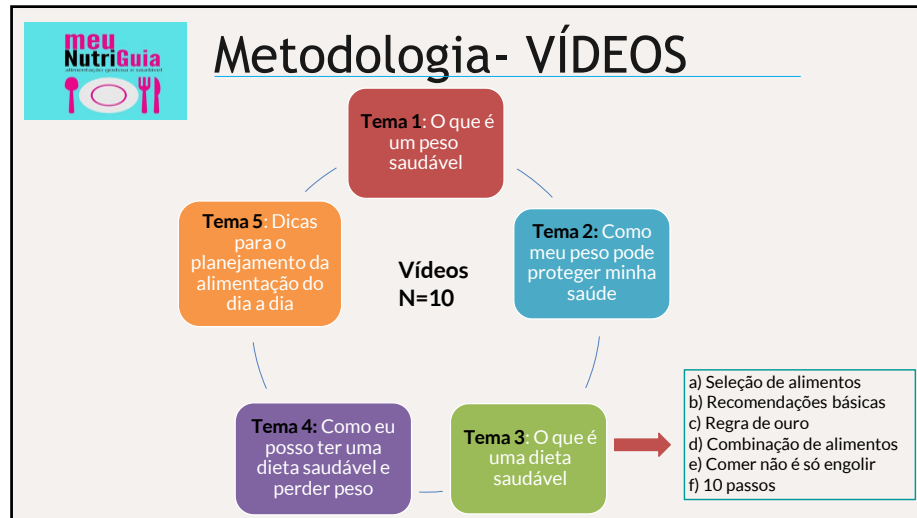 meu
NutriGuia
alimentação gostosa e saudável
Metodologia- VÍDEOS
Tema 1: O que é
um peso
saudável
Tema 2: Como
meu peso pode
proteger minha
saúde
Tema 3: O que é
uma dieta
saudável
a) Seleção de alimentos
b) Recomendações básicas
c) Regra de ouro
d) Combinação de alimentos
e) Comer não é só engolir
f) 10 passos
Tema 4: Como eu
posso ter uma
dieta saudável e
perder peso
Tema 5: Dicas
para o
planejamento da
alimentação do
dia a dia
Vídeos
N=10